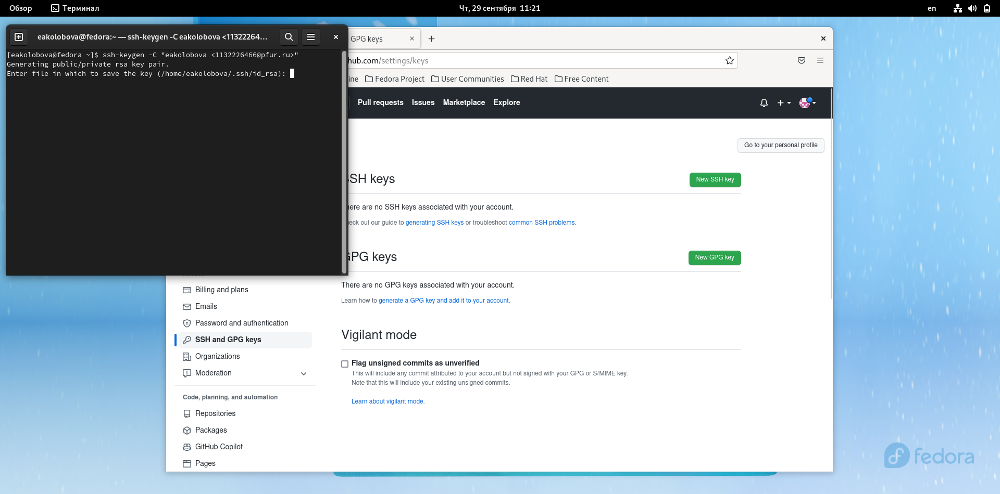 Обзор
Терминал
Чт, 29 сентября 11:21
en
eakolobova@fedora:~ — ssh-keygen -C eakolobova <11322264…
[eakolobova@fedora ~]$ ssh-keygen -C "eakolobova <1132226466@pfur.ru>"
Generating public/private rsa key pair.
Enter file in which to save the key (/home/eakolobova/.ssh/id_rsa):
GPG keys
hub.com/settings/keys
Fedora Project
User Communities
Red Hat
Free Content
Pull requests
Issues
Marketplace
Explore
Go to your personal profile
SSH keys
New SSH key
here are no SSH keys associated with your account.
eck out our guide to generating SSH keys or troubleshoot common SSH problems.
GPG keys
New GPG key
There are no GPG keys associated with your account.
Learn how to generate a GPG key and add it to your account.
Vigilant mode
Flag unsigned commits as unverified
This will include any commit attributed to your account but not signed with your GPG or S/MIME key.
Note that this will include your existing unsigned commits.
Learn about vigilant mode.
Billing and plans
Emails
Password and authentication
SSH and GPG keys
Organizations
Moderation
Code, planning, and automation
Repositories
Packages
GitHub Copilot
Pages
fedora